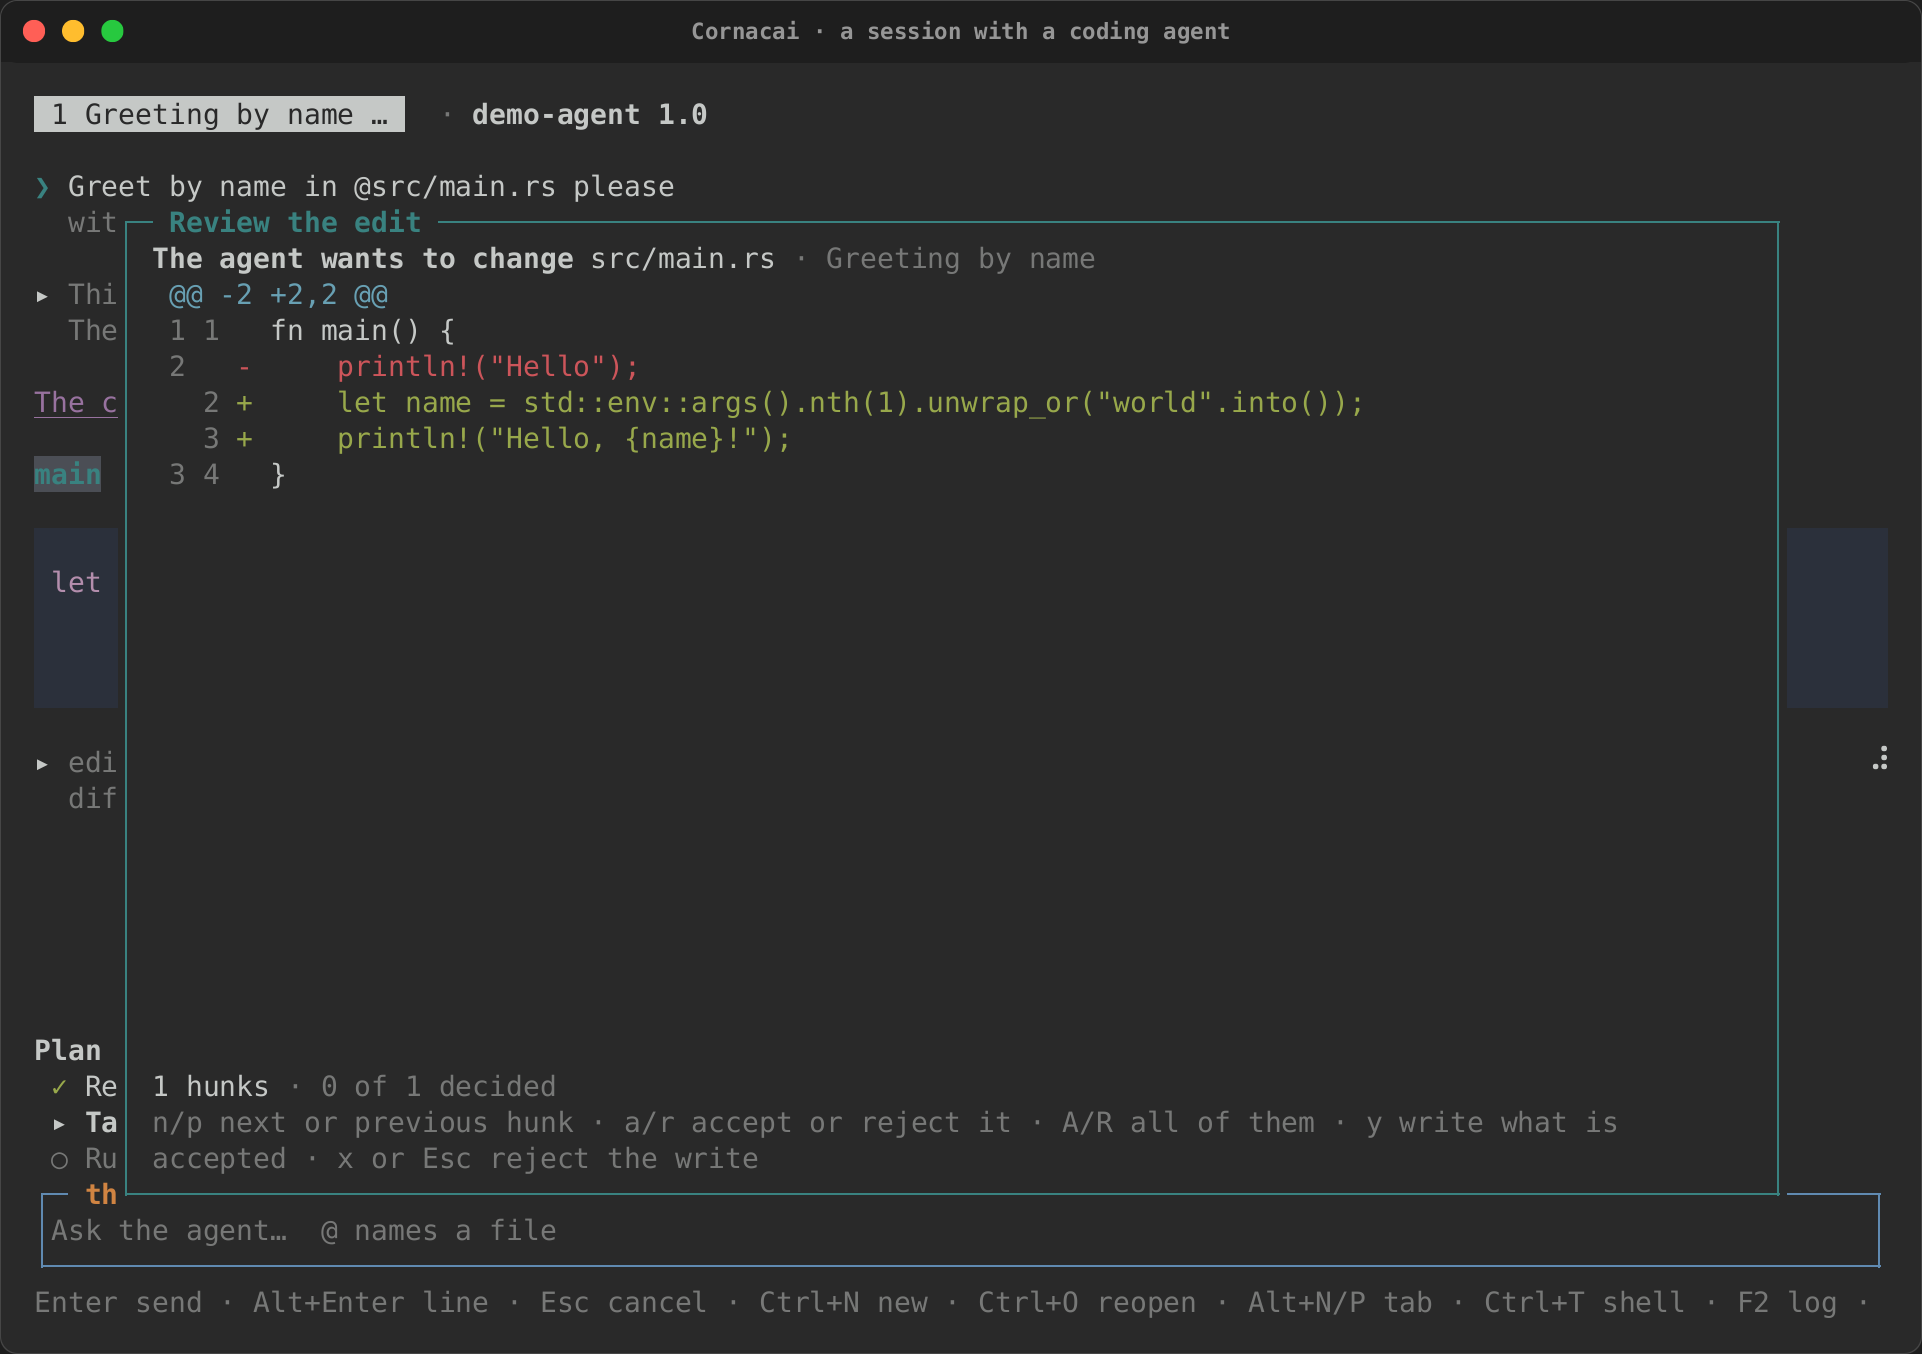 Cornacai · a session with a coding agent
1 Greeting by name … · demo-agent 1.0
❯ Greet by name in @src/main.rs please
wit Review the edit
The agent wants to change src/main.rs · Greeting by name
▸ Thi @@ -2 +2,2 @@
The 1 1 fn main() {
2 - println!("Hello");
The c 2 + let name = std::env::args().nth(1).unwrap_or("world".into());
3 + println!("Hello, {name}!");
main 3 4 }
let
▸ edi
dif
Plan
✓ Re 1 hunks · 0 of 1 decided
▸ Ta n/p next or previous hunk · a/r accept or reject it · A/R all of them · y write what is
○ Ru accepted · x or Esc reject the write
th
Ask the agent… @ names a file
Enter send · Alt+Enter line · Esc cancel · Ctrl+N new · Ctrl+O reopen · Alt+N/P tab · Ctrl+T shell · F2 log ·